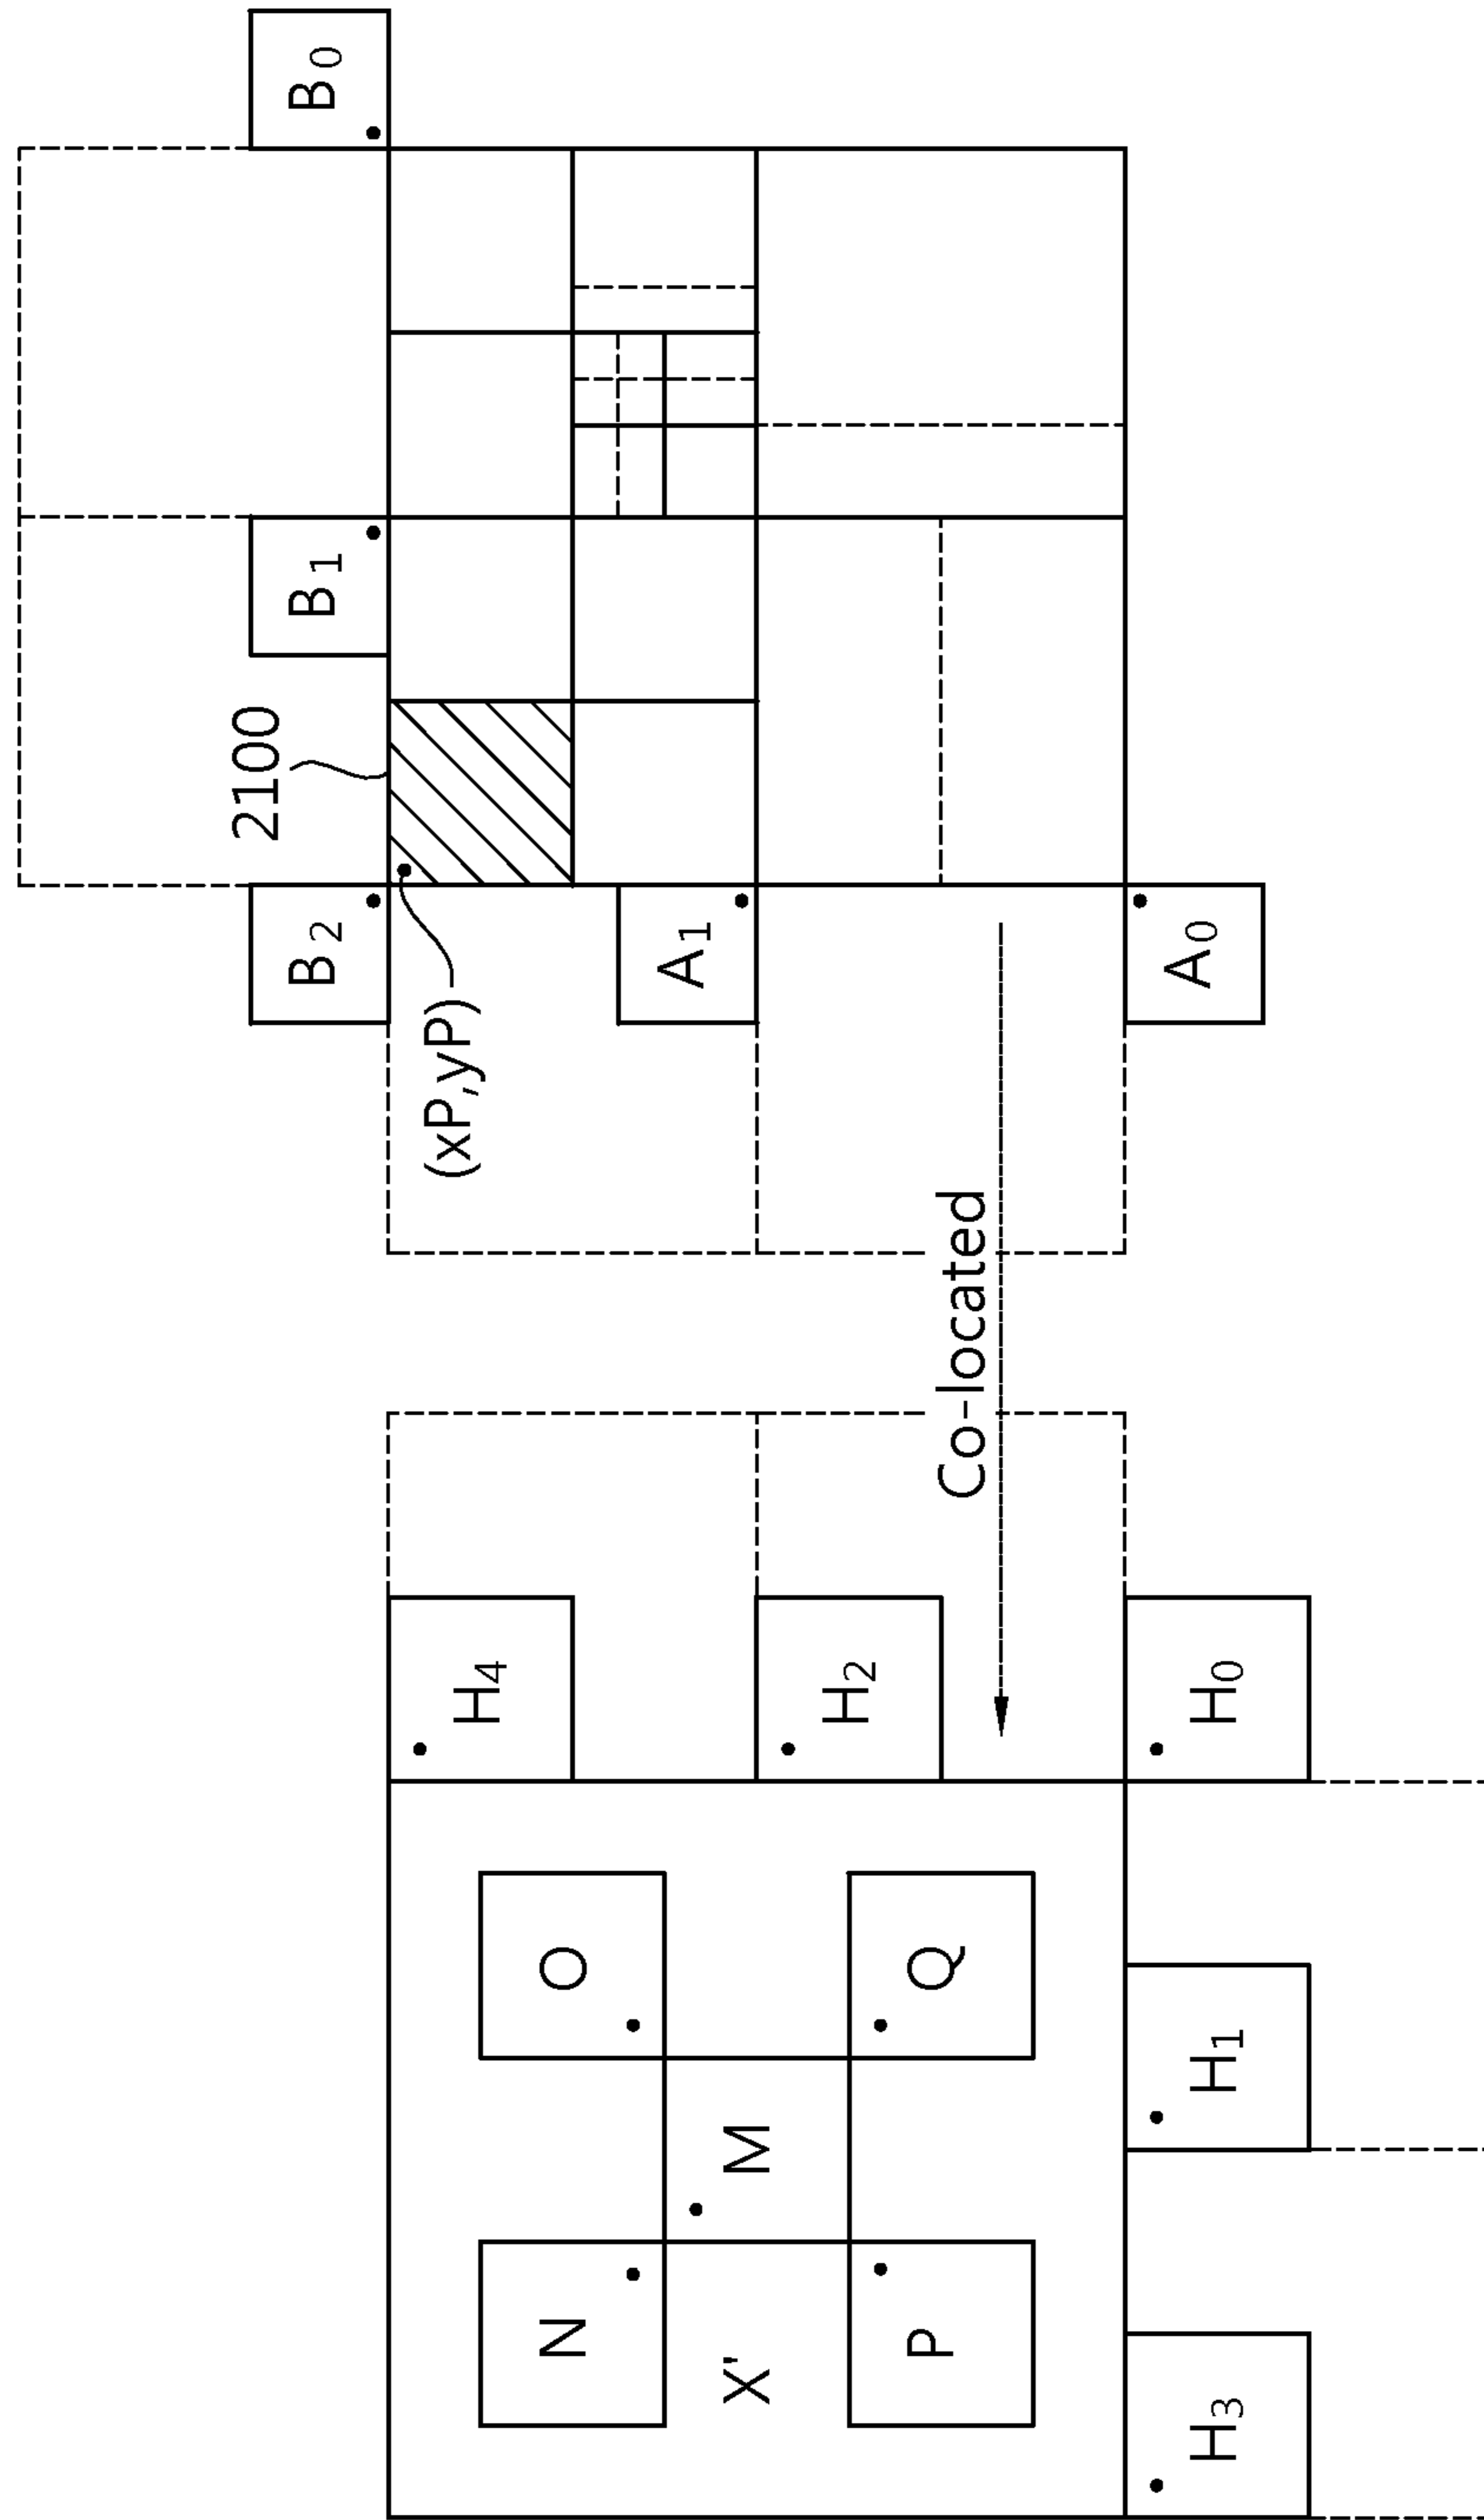 2100
B2 B1 B0
(xP,yP)
H4
N O
A1
X' M
H2
P Q
Co-located
H3 H1 H0 A0